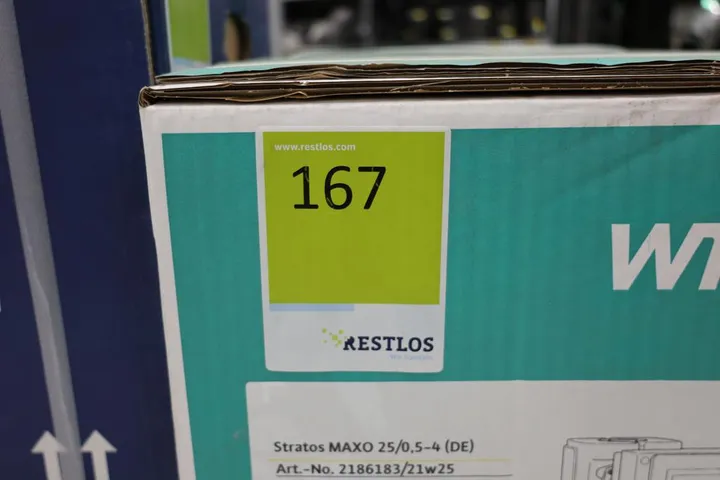 www.restlos.com
167
RESTLOS
Stratos MAXO 25/0,5-4 (DE)
Art.-No. 2186183/21w25